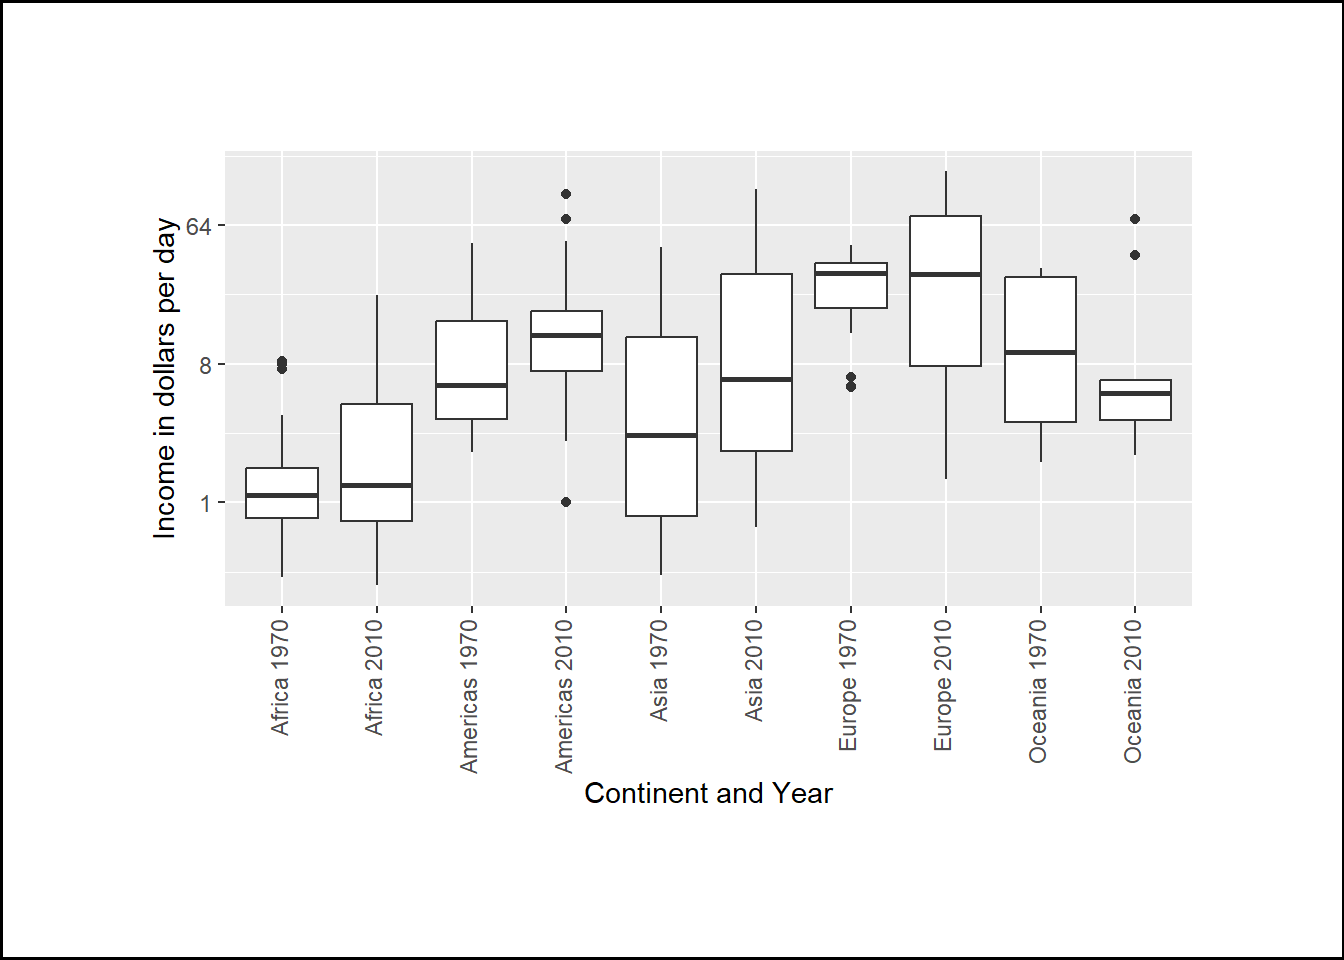 Income in dollars per day
64
8
1
Africa 1970
Africa 2010
Americas 1970
Americas 2010
Asia 1970
Asia 2010
Europe 1970
Europe 2010
Oceania 1970
Oceania 2010
Continent and Year